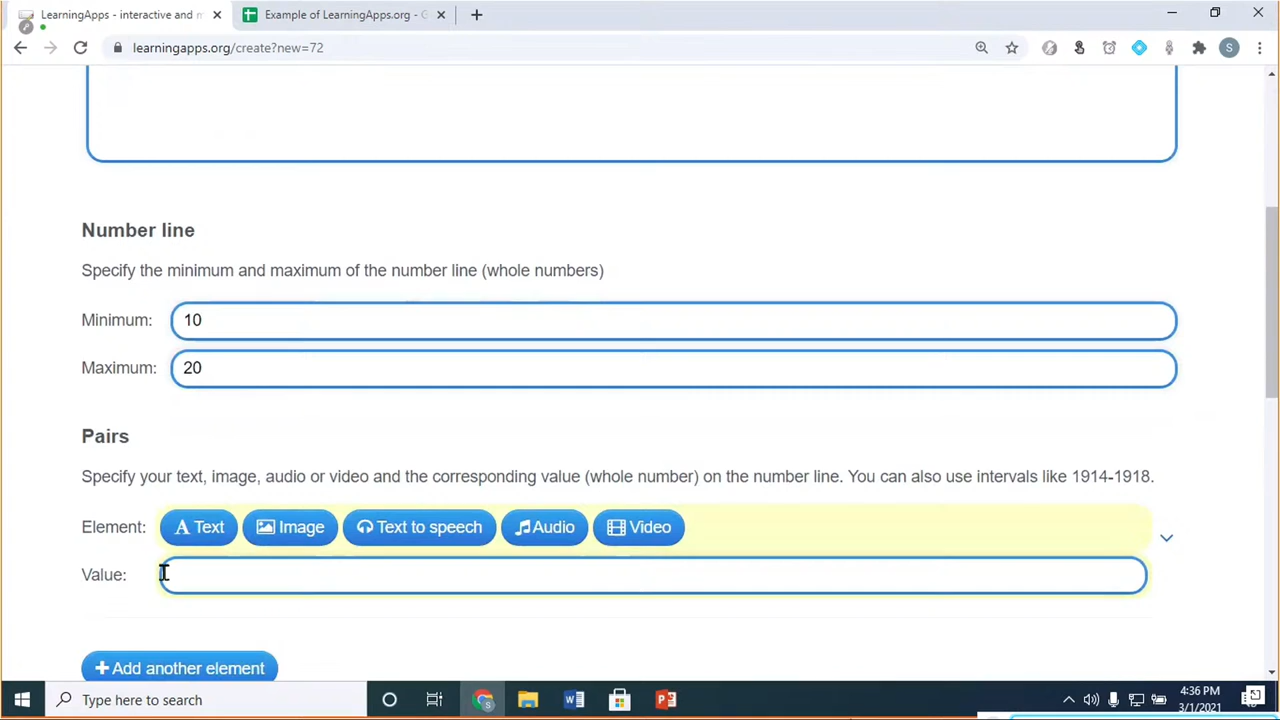 LearningApps - interactive and m
Example of LearningApps.org - G
learningapps.org/create?new=72
S
Number line
Specify the minimum and maximum of the number line (whole numbers)
Minimum: 10
Maximum: 20
Pairs
Specify your text, image, audio or video and the corresponding value (whole number) on the number line. You can also use intervals like 1914-1918.
Element: A Text Image Text to speech Audio Video
Value:
+ Add another element
Type here to search
4:36 PM
3/1/2021